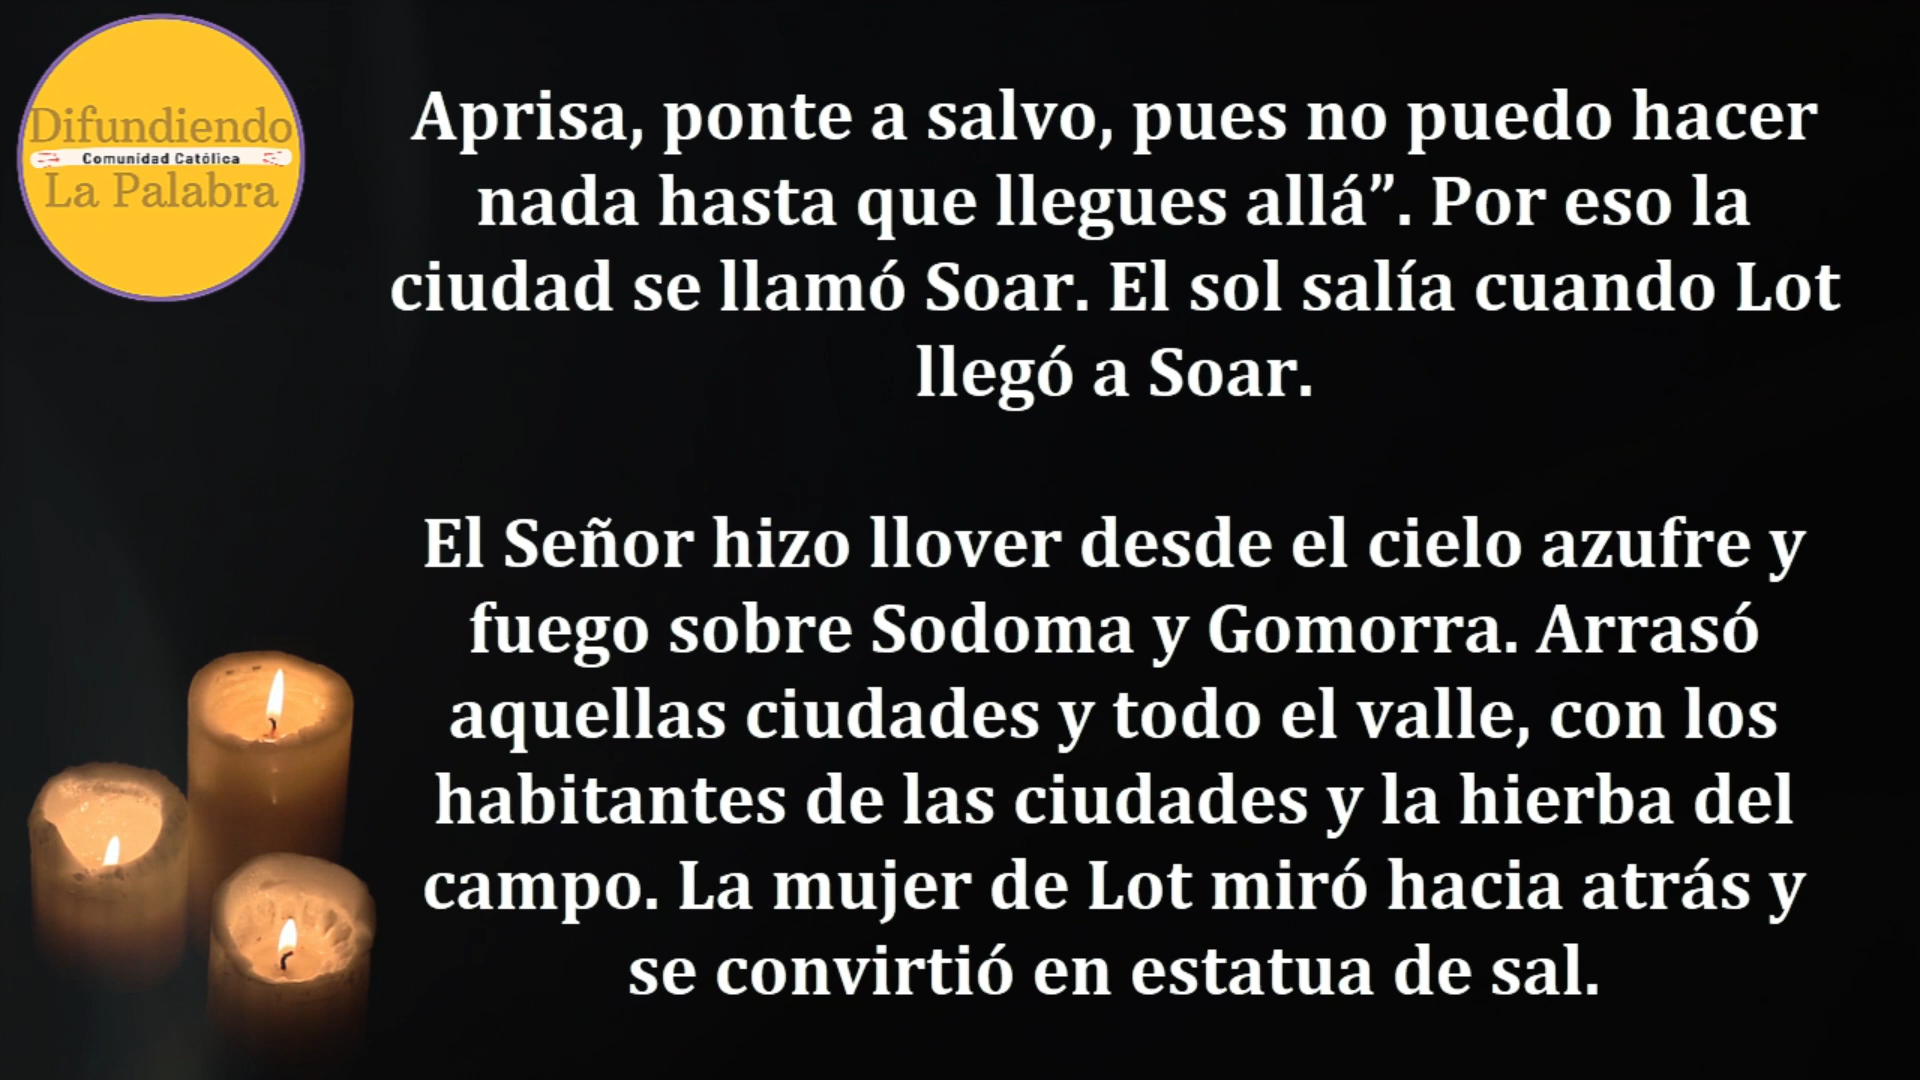 Difundiendo
Comunidad Católica
La Palabra
Aprisa, ponte a salvo, pues no puedo hacer
nada hasta que llegues allá”. Por eso la
ciudad se llamó Soar. El sol salía cuando Lot
llegó a Soar.
El Señor hizo llover desde el cielo azufre y
fuego sobre Sodoma y Gomorra. Arrasó
aquellas ciudades y todo el valle, con los
habitantes de las ciudades y la hierba del
campo. La mujer de Lot miró hacia atrás y
se convirtió en estatua de sal.